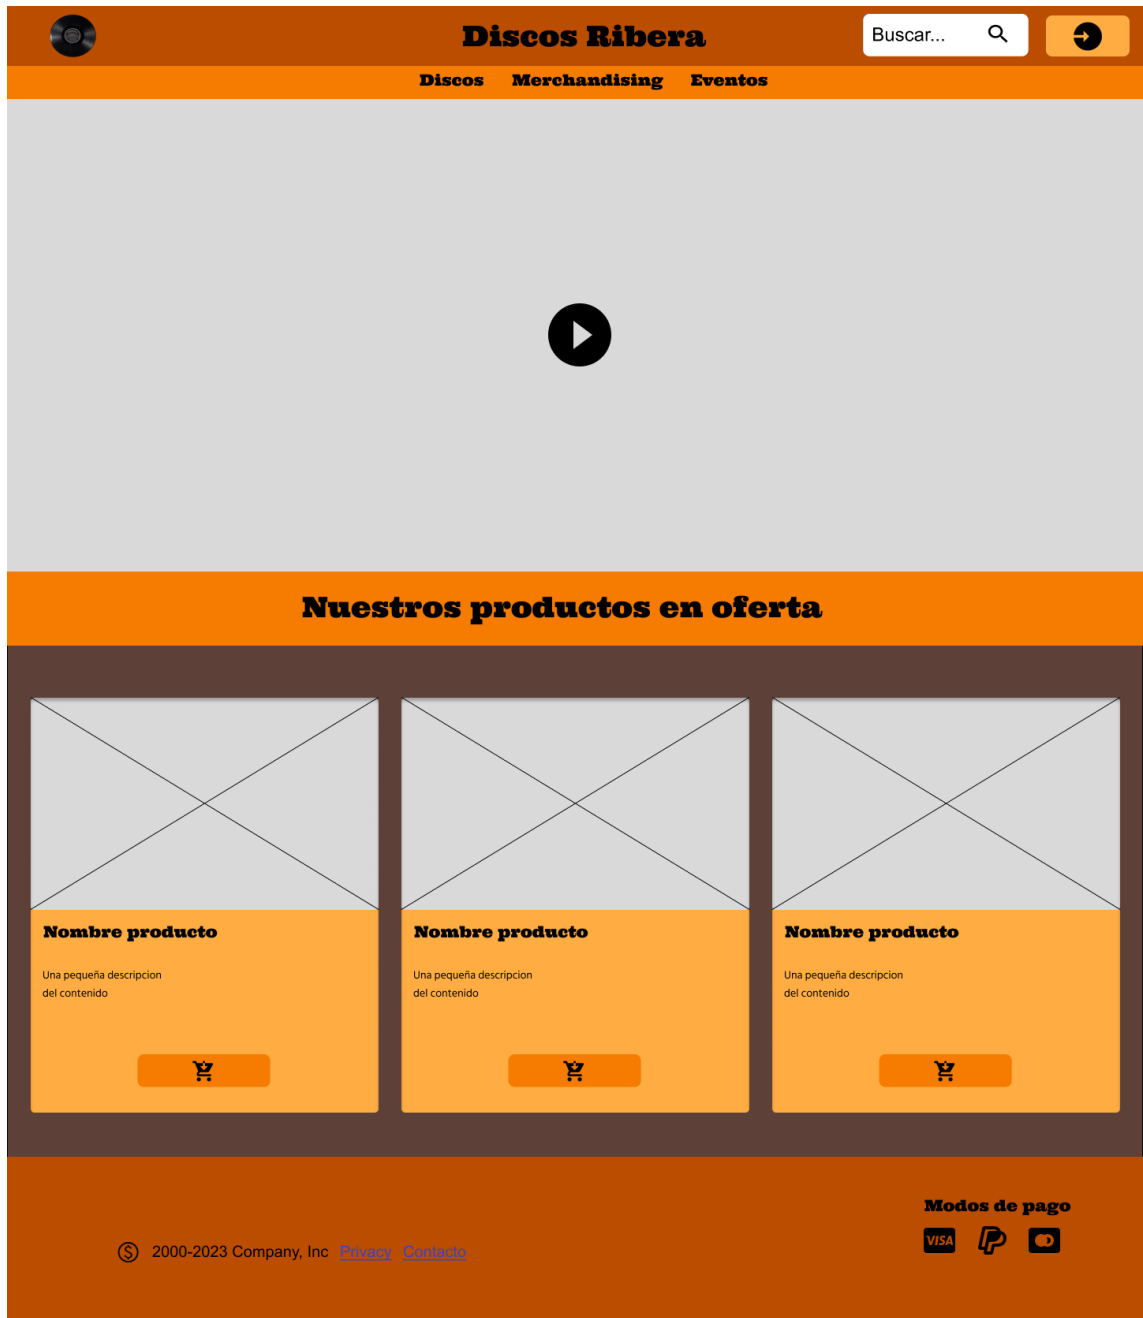 Discos Ribera
Buscar...
Discos Merchandising Eventos
Nuestros productos en oferta
Nombre producto
Una pequeña descripcion
del contenido
Nombre producto
Una pequeña descripcion
del contenido
Nombre producto
Una pequeña descripcion
del contenido
Modos de pago
VISA
2000-2023 Company, Inc Privacy Contacto